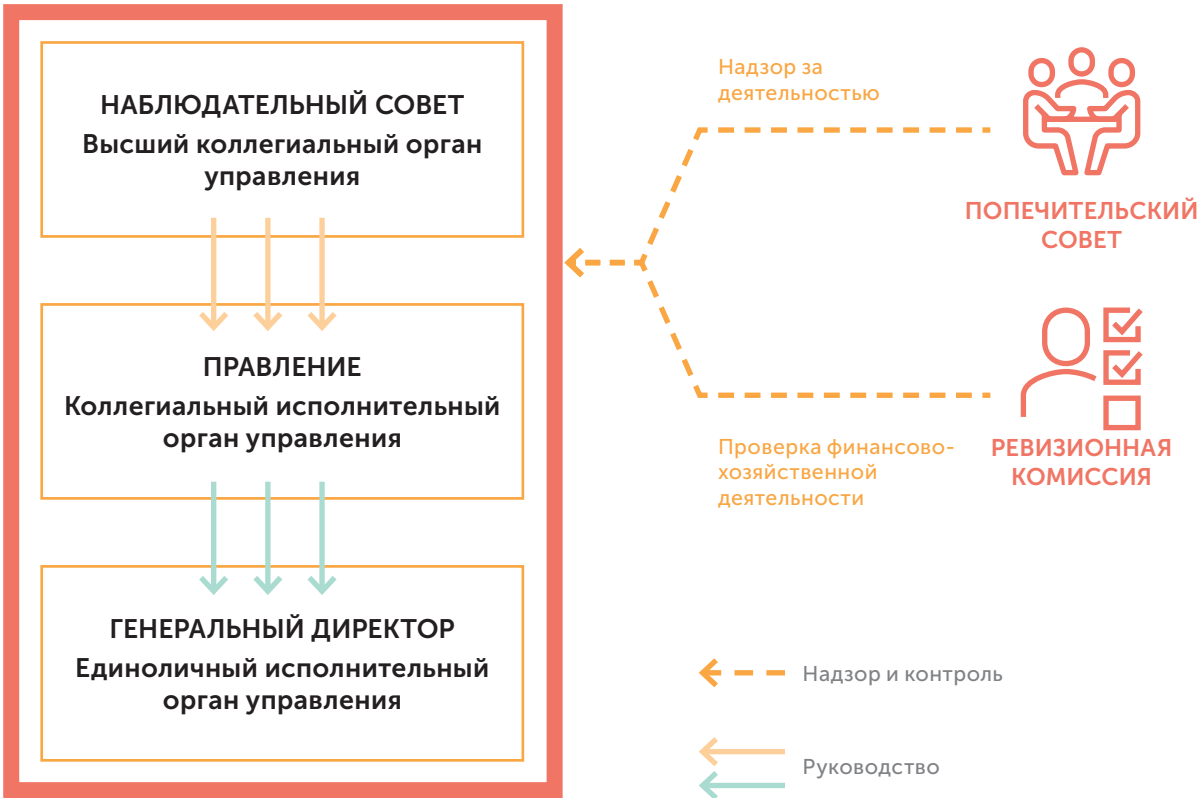 НАБЛЮДАТЕЛЬНЫЙ СОВЕТ
Высший коллегиальный орган
управления
ПРАВЛЕНИЕ
Коллегиальный исполнительный
орган управления
ГЕНЕРАЛЬНЫЙ ДИРЕКТОР
Единоличный исполнительный
орган управления
Надзор за
деятельностью
ПОПЕЧИТЕЛЬСКИЙ
СОВЕТ
Проверка финансово-
хозяйственной
деятельности
РЕВИЗИОННАЯ
КОМИССИЯ
Надзор и контроль
Руководство